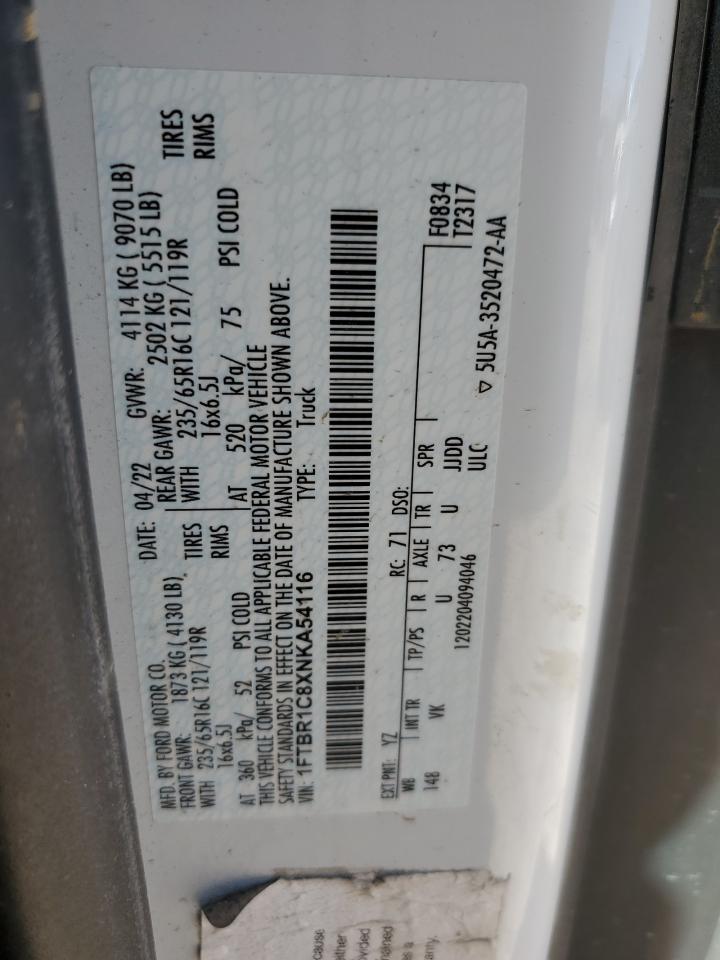 MFD. BY FORD MOTOR CO.
DATE: 04/22 GVWR: 4114 KG ( 9070 LB)
FRONT GAWR: 1873 KG ( 4130 LB)
REAR GAWR: 2502 KG ( 5515 LB)
WITH 235/65R16C 121/119R TIRES
WITH 235/65R16C 121/119R TIRES
16x6.5J RIMS
16x6.5J RIMS
AT 360 kPa/ 52 PSI COLD
AT 520 kPa/ 75 PSI COLD
THIS VEHICLE CONFORMS TO ALL APPLICABLE FEDERAL MOTOR VEHICLE
SAFETY STANDARDS IN EFFECT ON THE DATE OF MANUFACTURE SHOWN ABOVE.
VIN: 1FTBR1C8XNKA54116 TYPE: Truck
EXT PNT: YZ RC: 71 DSO: F0834
T2317
WB INT TR TP/PS R AXLE TR SPR
148 VK U 73 U JJDD
1202204094046 ULC
▽ 5U5A-3520472-AA
cause
ther
vided
ained
s a
anty.